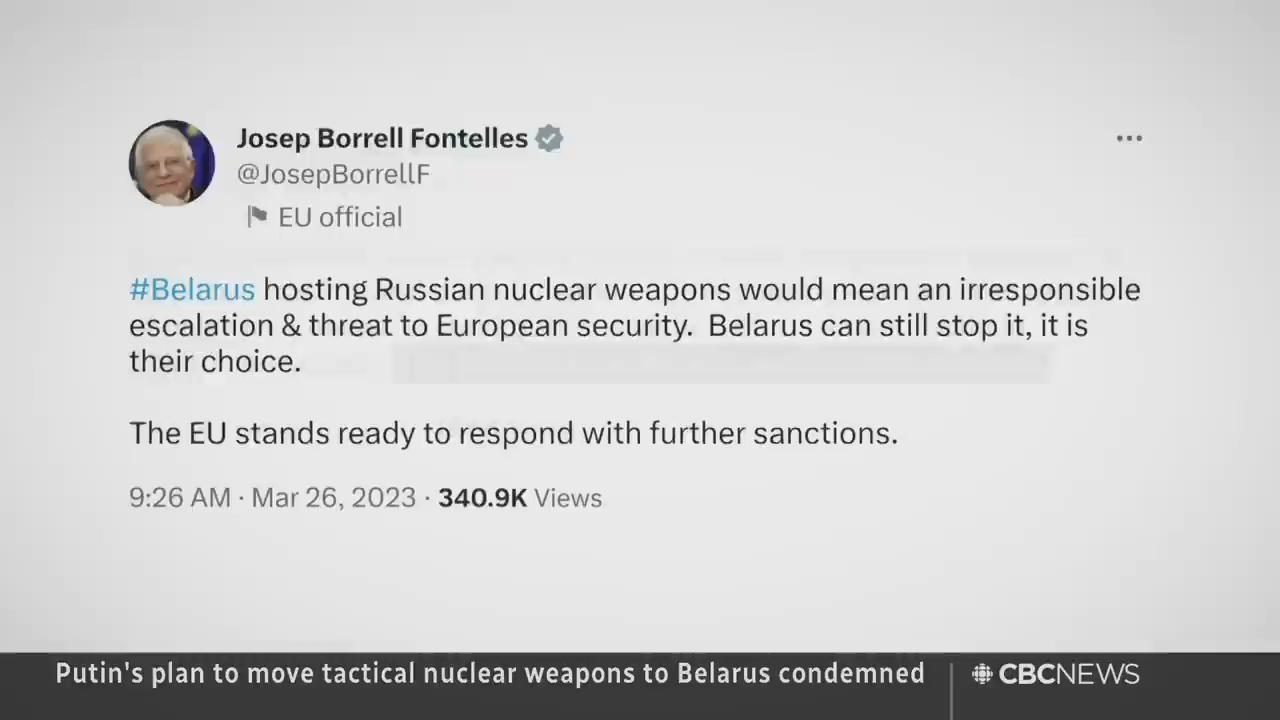 Josep Borrell Fontelles
@JosepBorrellF
EU official
#Belarus hosting Russian nuclear weapons would mean an irresponsible
escalation & threat to European security. Belarus can still stop it, it is
their choice.
The EU stands ready to respond with further sanctions.
9:26 AM · Mar 26, 2023 · 340.9K Views
Putin's plan to move tactical nuclear weapons to Belarus condemned
CBCNEWS